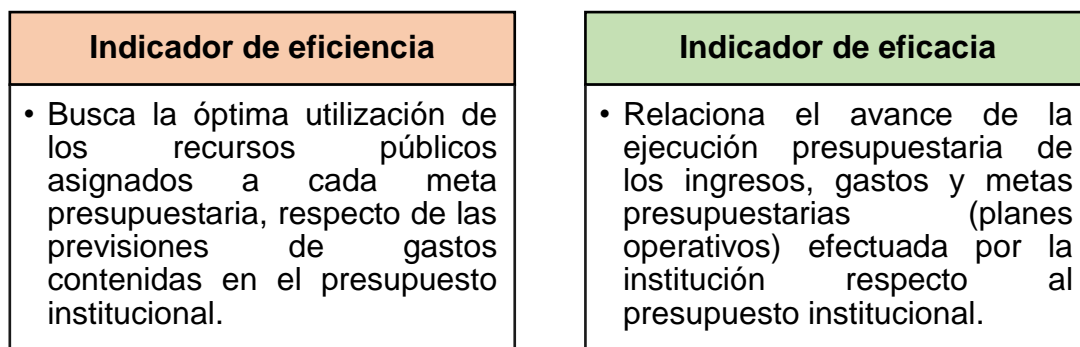 Indicador de eficiencia
• Busca la óptima utilización de
los recursos públicos
asignados a cada meta
presupuestaria, respecto de las
previsiones de gastos
contenidas en el presupuesto
institucional.
Indicador de eficacia
• Relaciona el avance de la
ejecución presupuestaria de
los ingresos, gastos y metas
presupuestarias (planes
operativos) efectuada por la
institución respecto al
presupuesto institucional.